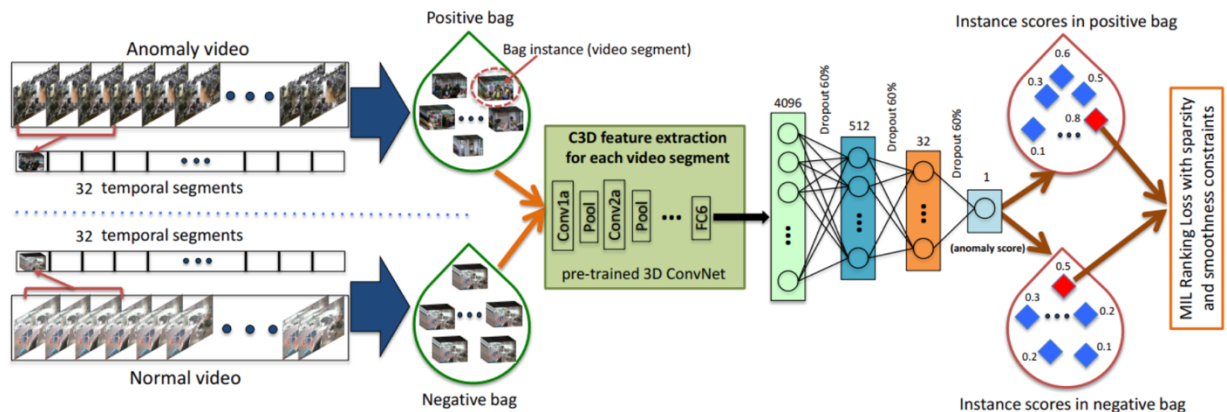 Anomaly video
32 temporal segments
32 temporal segments
Normal video
Positive bag
Bag instance (video segment)
Negative bag
C3D feature extraction
for each video segment
Conv1a
Pool
Conv2a
Pool
FC6
pre-trained 3D ConvNet
4096
Dropout 60%
512
Dropout 60%
32
Dropout 60%
1
(anomaly score)
Instance scores in positive bag
0.6
0.3
0.5
0.8
0.1
0.5
0.3
0.2
0.2
0.1
Instance scores in negative bag
MIL Ranking Loss with sparsity
and smoothness constraints